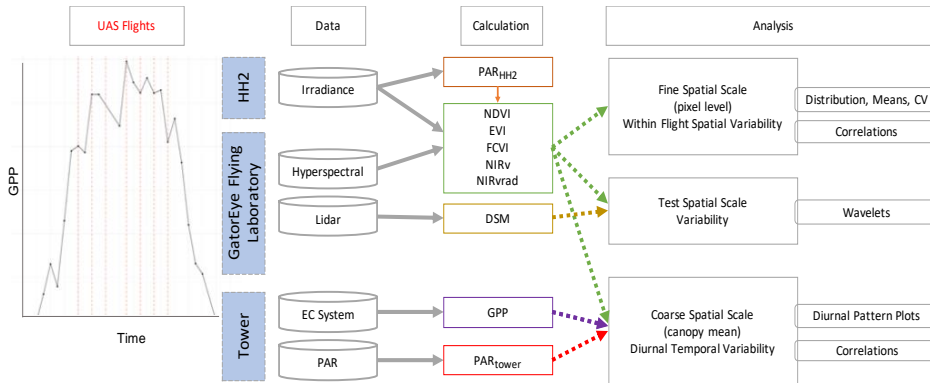 UAS Flights
Data
Calculation
Analysis
GPP
Time
HH2
GatorEye Flying
Laboratory
Tower
Irradiance
Hyperspectral
Lidar
EC System
PAR
PARHH2
NDVI
EVI
FCVI
NIRv
NIRvrad
DSM
GPP
PARtower
Fine Spatial Scale
(pixel level)
Within Flight Spatial Variability
Distribution, Means, CV
Correlations
Test Spatial Scale
Variability
Wavelets
Coarse Spatial Scale
(canopy mean)
Diurnal Temporal Variability
Diurnal Pattern Plots
Correlations